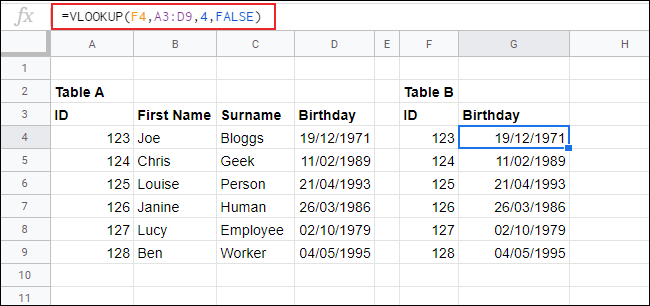 fx =VLOOKUP(F4,A3:D9,4,FALSE)
A B C D E F G H
1
2 Table A Table B
3 ID First Name Surname Birthday ID Birthday
4 123 Joe Bloggs 19/12/1971 123 19/12/1971
5 124 Chris Geek 11/02/1989 124 11/02/1989
6 125 Louise Person 21/04/1993 125 21/04/1993
7 126 Janine Human 26/03/1986 126 26/03/1986
8 127 Lucy Employee 02/10/1979 127 02/10/1979
9 128 Ben Worker 04/05/1995 128 04/05/1995
10
11